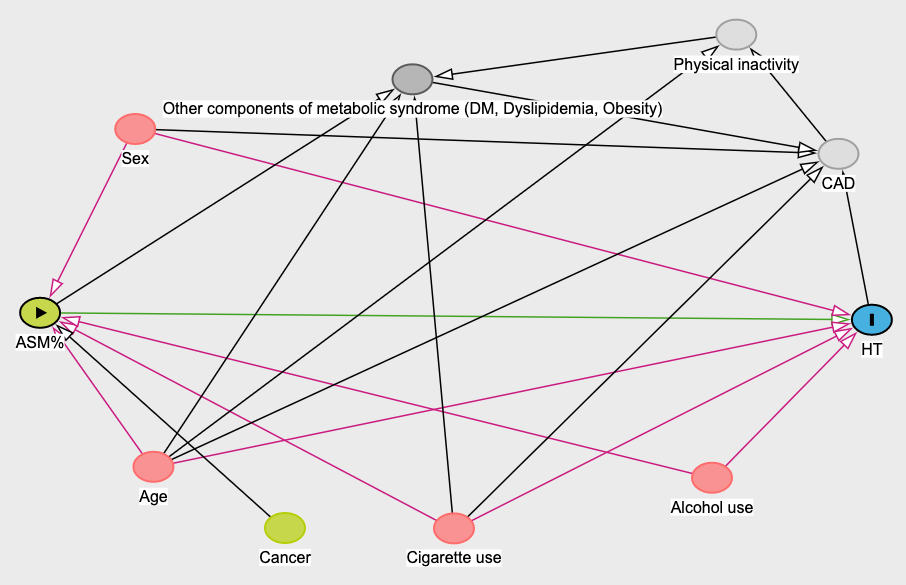 Physical inactivity
Other components of metabolic syndrome (DM, Dyslipidemia, Obesity)
Sex
CAD
ASM%
HT
Age
Alcohol use
Cancer
Cigarette use